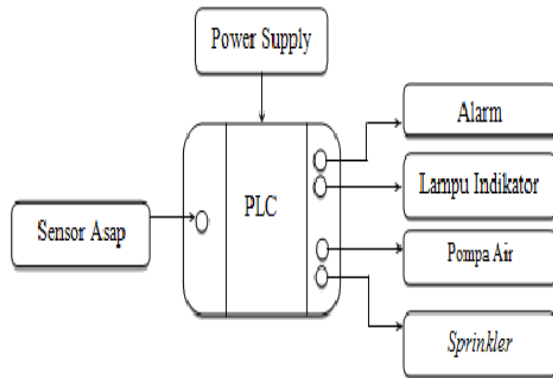 Power Supply
Alarm
Lampu Indikator
PLC
Sensor Asap
Pompa Air
Sprinkler